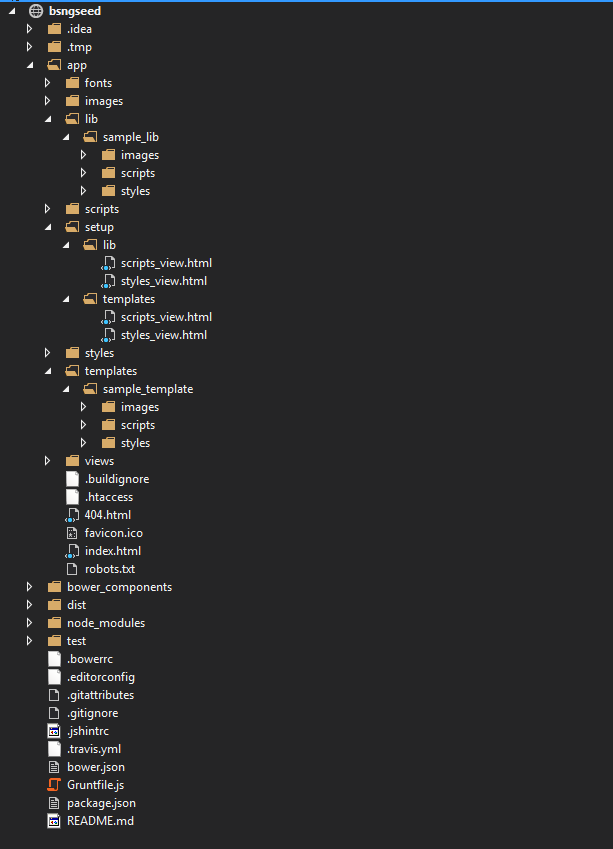 bsngseed
.idea
.tmp
app
fonts
images
lib
sample_lib
images
scripts
styles
scripts
setup
lib
scripts_view.html
styles_view.html
templates
scripts_view.html
styles_view.html
styles
templates
sample_template
images
scripts
styles
views
.buildignore
.htaccess
404.html
favicon.ico
index.html
robots.txt
bower_components
dist
node_modules
test
.bowerrc
.editorconfig
.gitattributes
.gitignore
.jshintrc
.travis.yml
bower.json
Gruntfile.js
package.json
README.md